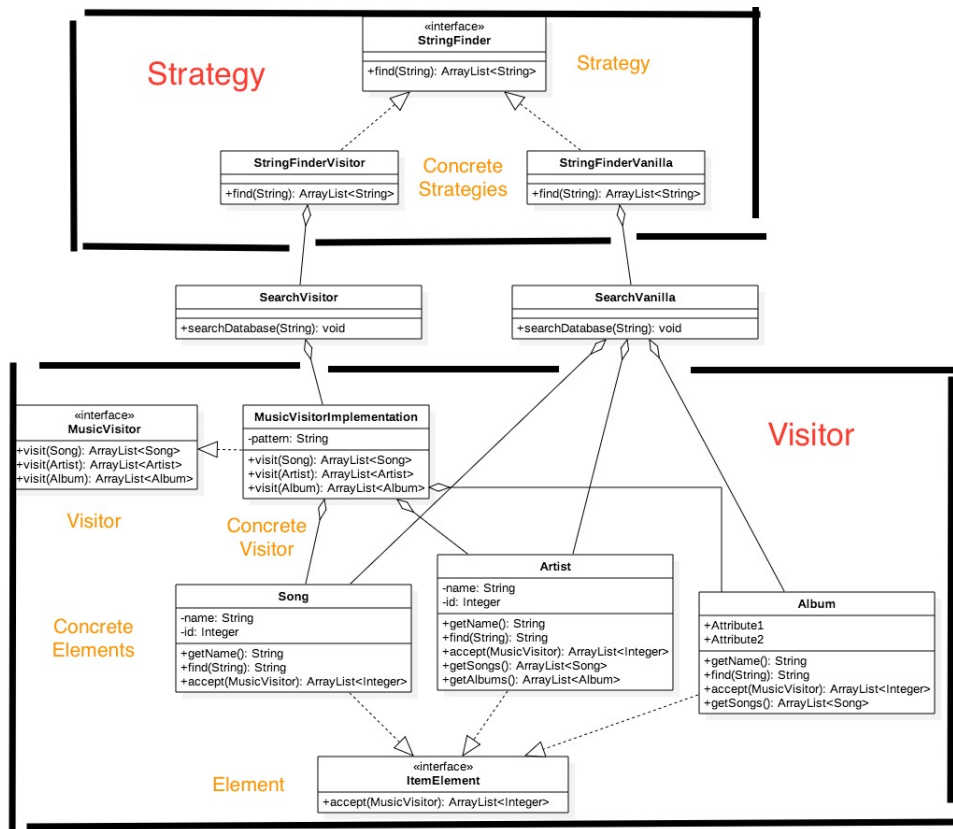 «interface»
StringFinder
+find(String): ArrayList<String>
Strategy
Strategy
StringFinderVisitor
+find(String): ArrayList<String>
Concrete
Strategies
StringFinderVanilla
+find(String): ArrayList<String>
SearchVisitor
+searchDatabase(String): void
SearchVanilla
+searchDatabase(String): void
«interface»
MusicVisitor
+visit(Song): ArrayList<Song>
+visit(Artist): ArrayList<Artist>
+visit(Album): ArrayList<Album>
MusicVisitorImplementation
-pattern: String
+visit(Song): ArrayList<Song>
+visit(Artist): ArrayList<Artist>
+visit(Album): ArrayList<Album>
Visitor
Visitor
Concrete
Visitor
Concrete
Elements
Song
-name: String
-id: Integer
+getName(): String
+find(String): String
+accept(MusicVisitor): ArrayList<Integer>
Artist
-name: String
-id: Integer
+getName(): String
+find(String): String
+accept(MusicVisitor): ArrayList<Integer>
+getSongs(): ArrayList<Song>
+getAlbums(): ArrayList<Album>
Album
+Attribute1
+Attribute2
+getName(): String
+find(String): String
+accept(MusicVisitor): ArrayList<Integer>
+getSongs(): ArrayList<Song>
Element
«interface»
ItemElement
+accept(MusicVisitor): ArrayList<Integer>